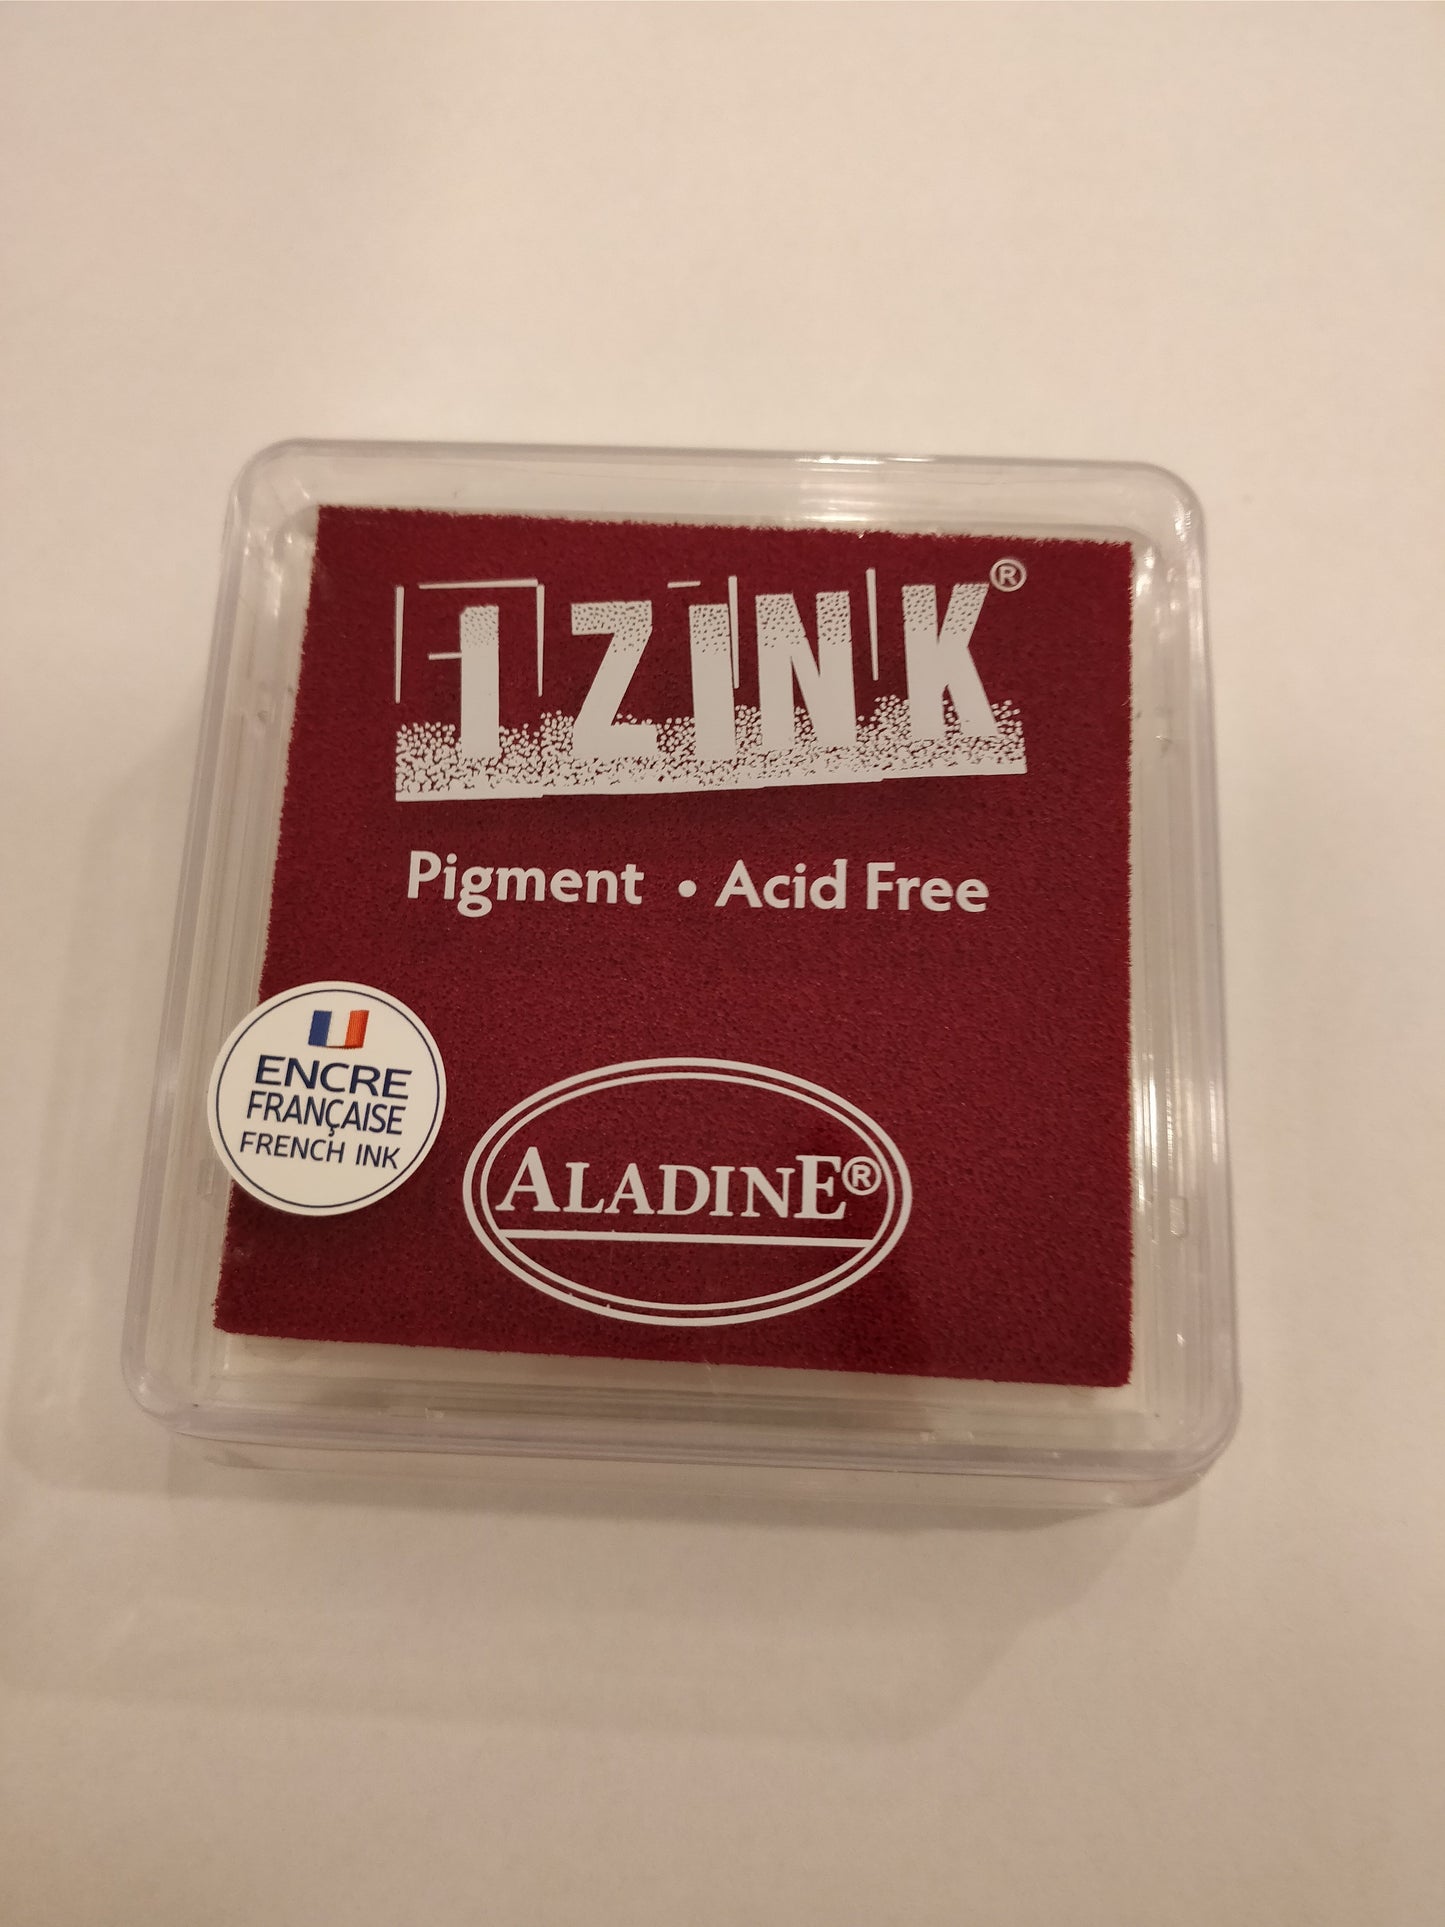 IZINK®
Pigment • Acid Free
ENCRE
FRANÇAISE
FRENCH INK
ALADINE®